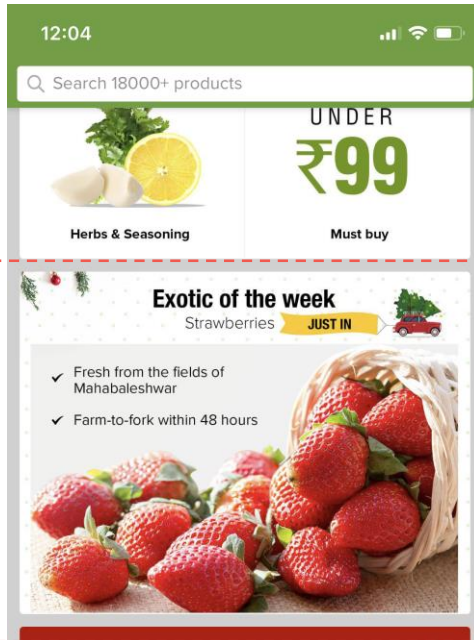 12:04
Search 18000+ products
UNDER
₹99
Herbs & Seasoning
Must buy
Exotic of the week
Strawberries
JUST IN
Fresh from the fields of
Mahabaleshwar
Farm-to-fork within 48 hours